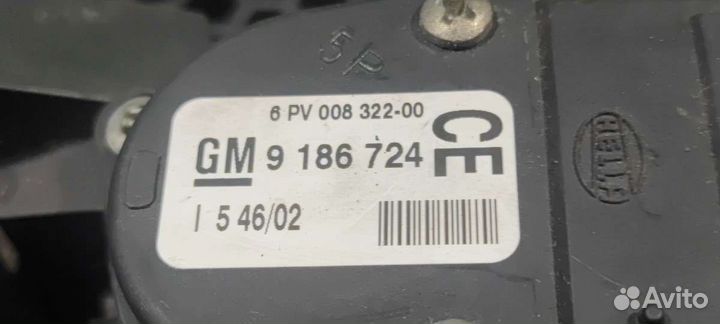 5P
6 PV 008 322-00
GM 9 186 724
CE
I 5 46/02
HELLA
Avito